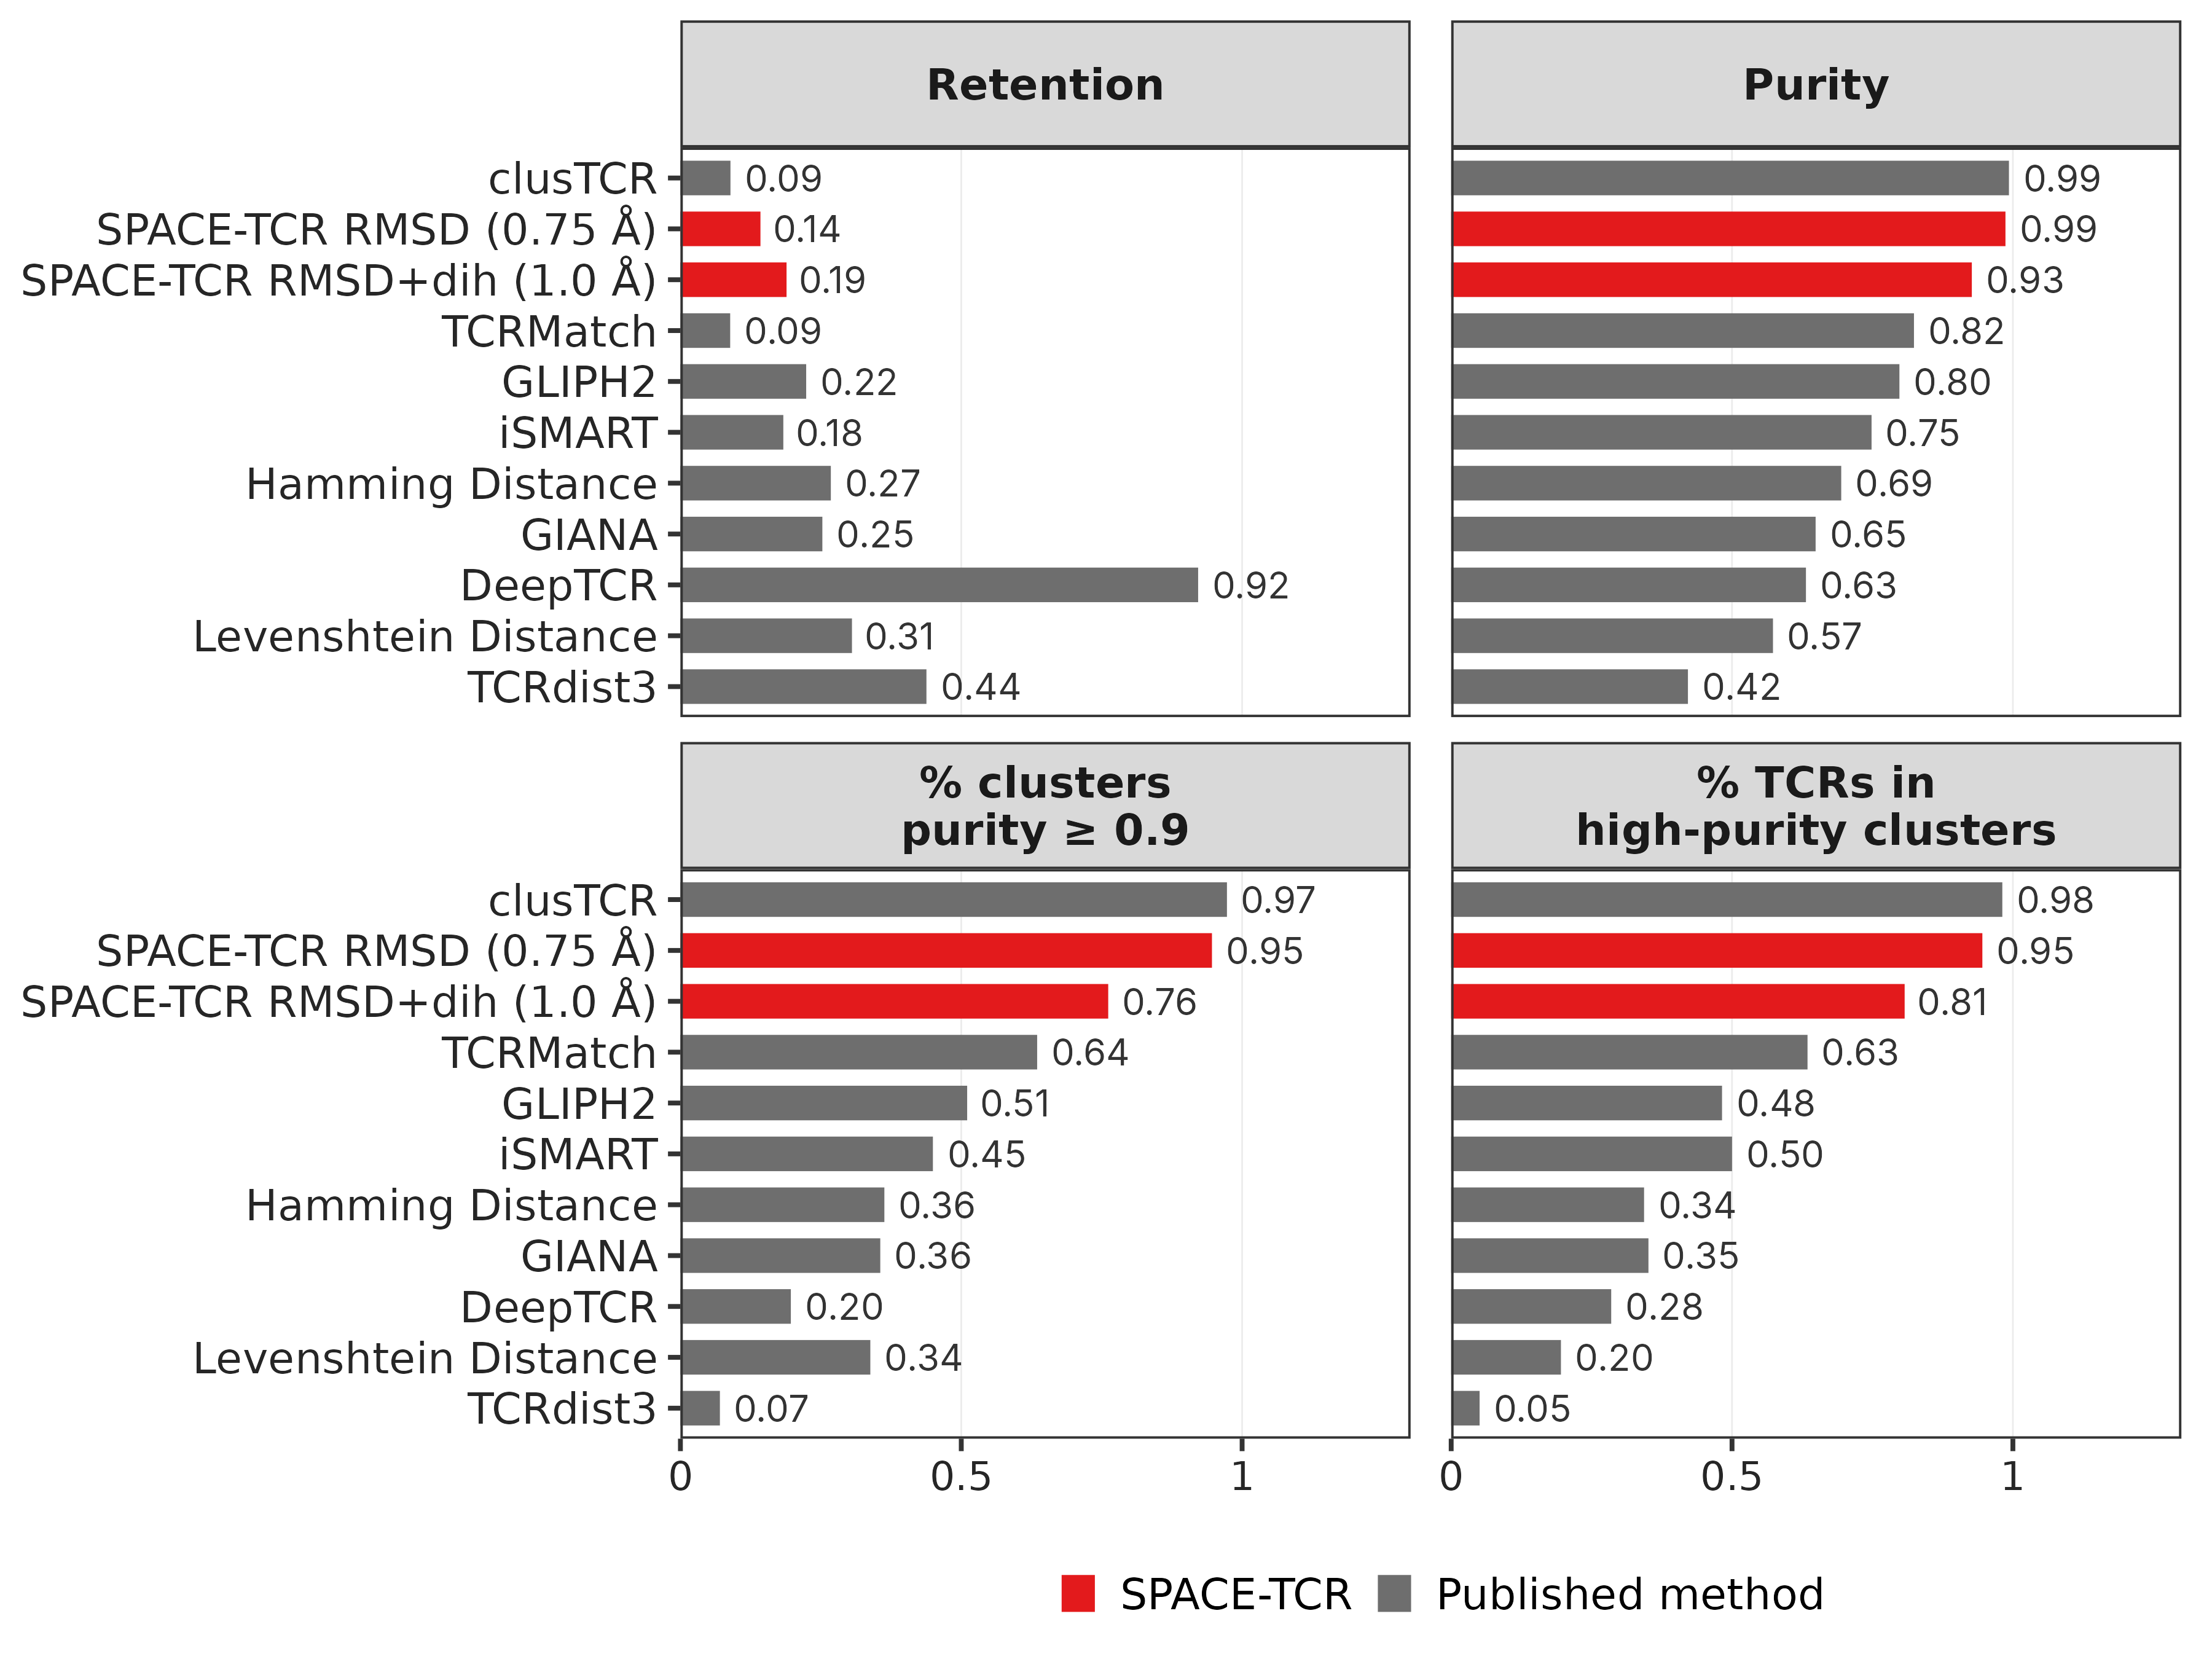 Retention
Purity
clusTCR 0.09 0.99
SPACE-TCR RMSD (0.75 Å) 0.14 0.99
SPACE-TCR RMSD+dih (1.0 Å) 0.19 0.93
TCRMatch 0.09 0.82
GLIPH2 0.22 0.80
iSMART 0.18 0.75
Hamming Distance 0.27 0.69
GIANA 0.25 0.65
DeepTCR 0.92 0.63
Levenshtein Distance 0.31 0.57
TCRdist3 0.44 0.42
% clusters
purity ≥ 0.9
% TCRs in
high-purity clusters
clusTCR 0.97 0.98
SPACE-TCR RMSD (0.75 Å) 0.95 0.95
SPACE-TCR RMSD+dih (1.0 Å) 0.76 0.81
TCRMatch 0.64 0.63
GLIPH2 0.51 0.48
iSMART 0.45 0.50
Hamming Distance 0.36 0.34
GIANA 0.36 0.35
DeepTCR 0.20 0.28
Levenshtein Distance 0.34 0.20
TCRdist3 0.07 0.05
0 0.5 1 0 0.5 1
SPACE-TCR Published method